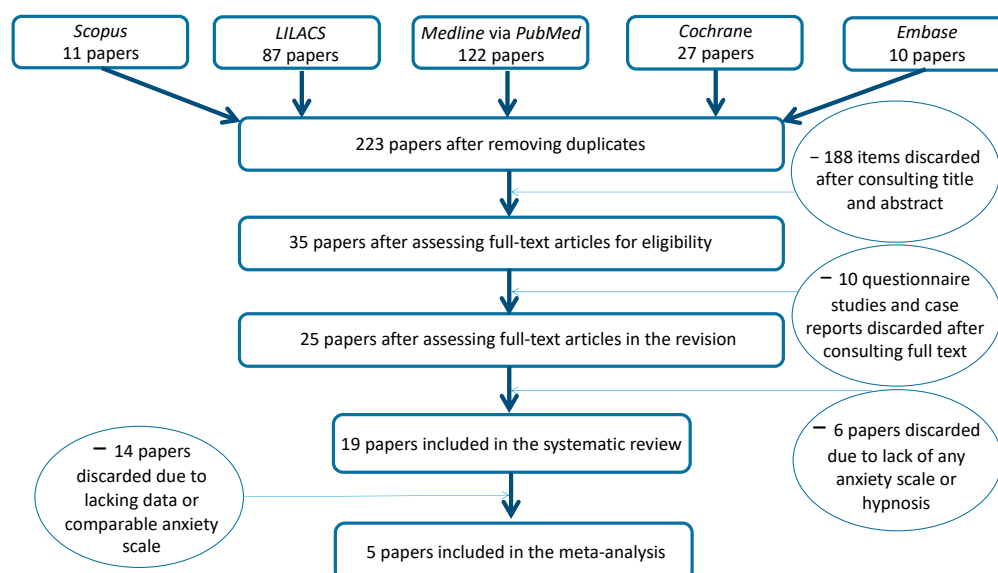 Scopus
11 papers
LILACS
87 papers
Medline via PubMed
122 papers
Cochrane
27 papers
Embase
10 papers
223 papers after removing duplicates
– 188 items discarded
after consulting title
and abstract
35 papers after assessing full-text articles for eligibility
– 10 questionnaire
studies and case
reports discarded after
consulting full text
25 papers after assessing full-text articles in the revision
19 papers included in the systematic review
– 6 papers discarded
due to lack of any
anxiety scale or
hypnosis
– 14 papers
discarded due to
lacking data or
comparable anxiety
scale
5 papers included in the meta-analysis